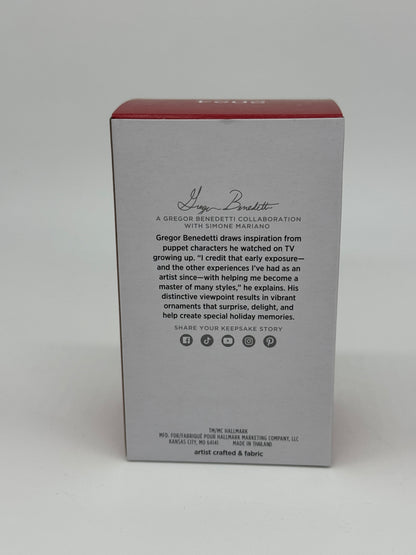 Gregor Benedetti
A GREGOR BENEDETTI COLLABORATION
WITH SIMONE MARIANO
Gregor Benedetti draws inspiration from
puppet characters he watched on TV
growing up. “I credit that early exposure—
and the other experiences I’ve had as an
artist since—with helping me become a
master of many styles,” he explains. His
distinctive viewpoint results in vibrant
ornaments that surprise, delight, and
help create special holiday memories.
SHARE YOUR KEEPSAKE STORY
TM/MC HALLMARK
MFD. FOR/FABRIQUÉ POUR HALLMARK MARKETING COMPANY, LLC
KANSAS CITY, MO 64141 MADE IN THAILAND
artist crafted & fabric